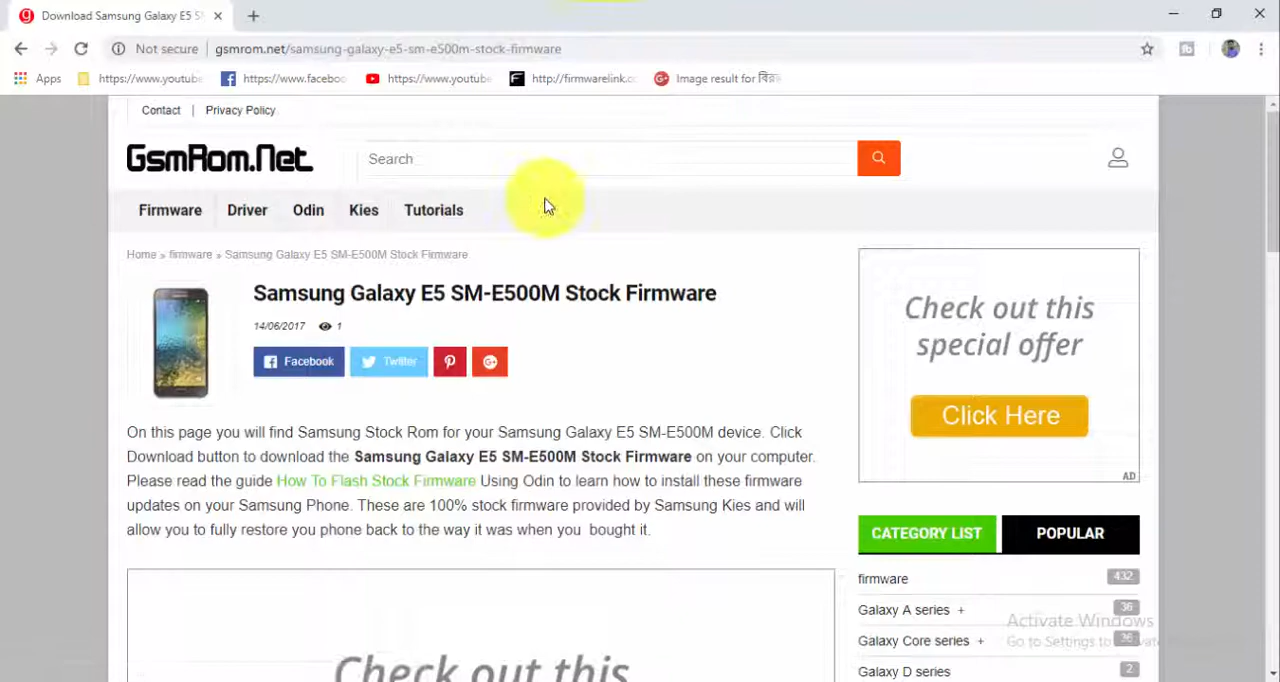 Download Samsung Galaxy E5 S
Not secure | gsmrom.net/samsung-galaxy-e5-sm-e500m-stock-firmware
Apps https://www.youtube https://www.faceboo https://www.youtube http://firmwarelink.c Image result for
Contact | Privacy Policy
GsmRom.Net
Search
Firmware Driver Odin Kies Tutorials
Home » firmware » Samsung Galaxy E5 SM-E500M Stock Firmware
Samsung Galaxy E5 SM-E500M Stock Firmware
14/06/2017 1
Facebook Twitter
On this page you will find Samsung Stock Rom for your Samsung Galaxy E5 SM-E500M device. Click
Download button to download the Samsung Galaxy E5 SM-E500M Stock Firmware on your computer.
Please read the guide How To Flash Stock Firmware Using Odin to learn how to install these firmware
updates on your Samsung Phone. These are 100% stock firmware provided by Samsung Kies and will
allow you to fully restore you phone back to the way it was when you bought it.
Check out this
Check out this
special offer
Click Here
AD
CATEGORY LIST POPULAR
firmware 432
Galaxy A series + 36
Galaxy Core series + 36
Galaxy D series 2
Activate Windows
Go to Settings to